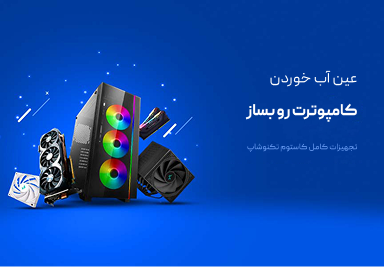 عین آب خوردن
کامپیوترت رو بساز
تجهیزات کامل کاستوم تکنوشاپ